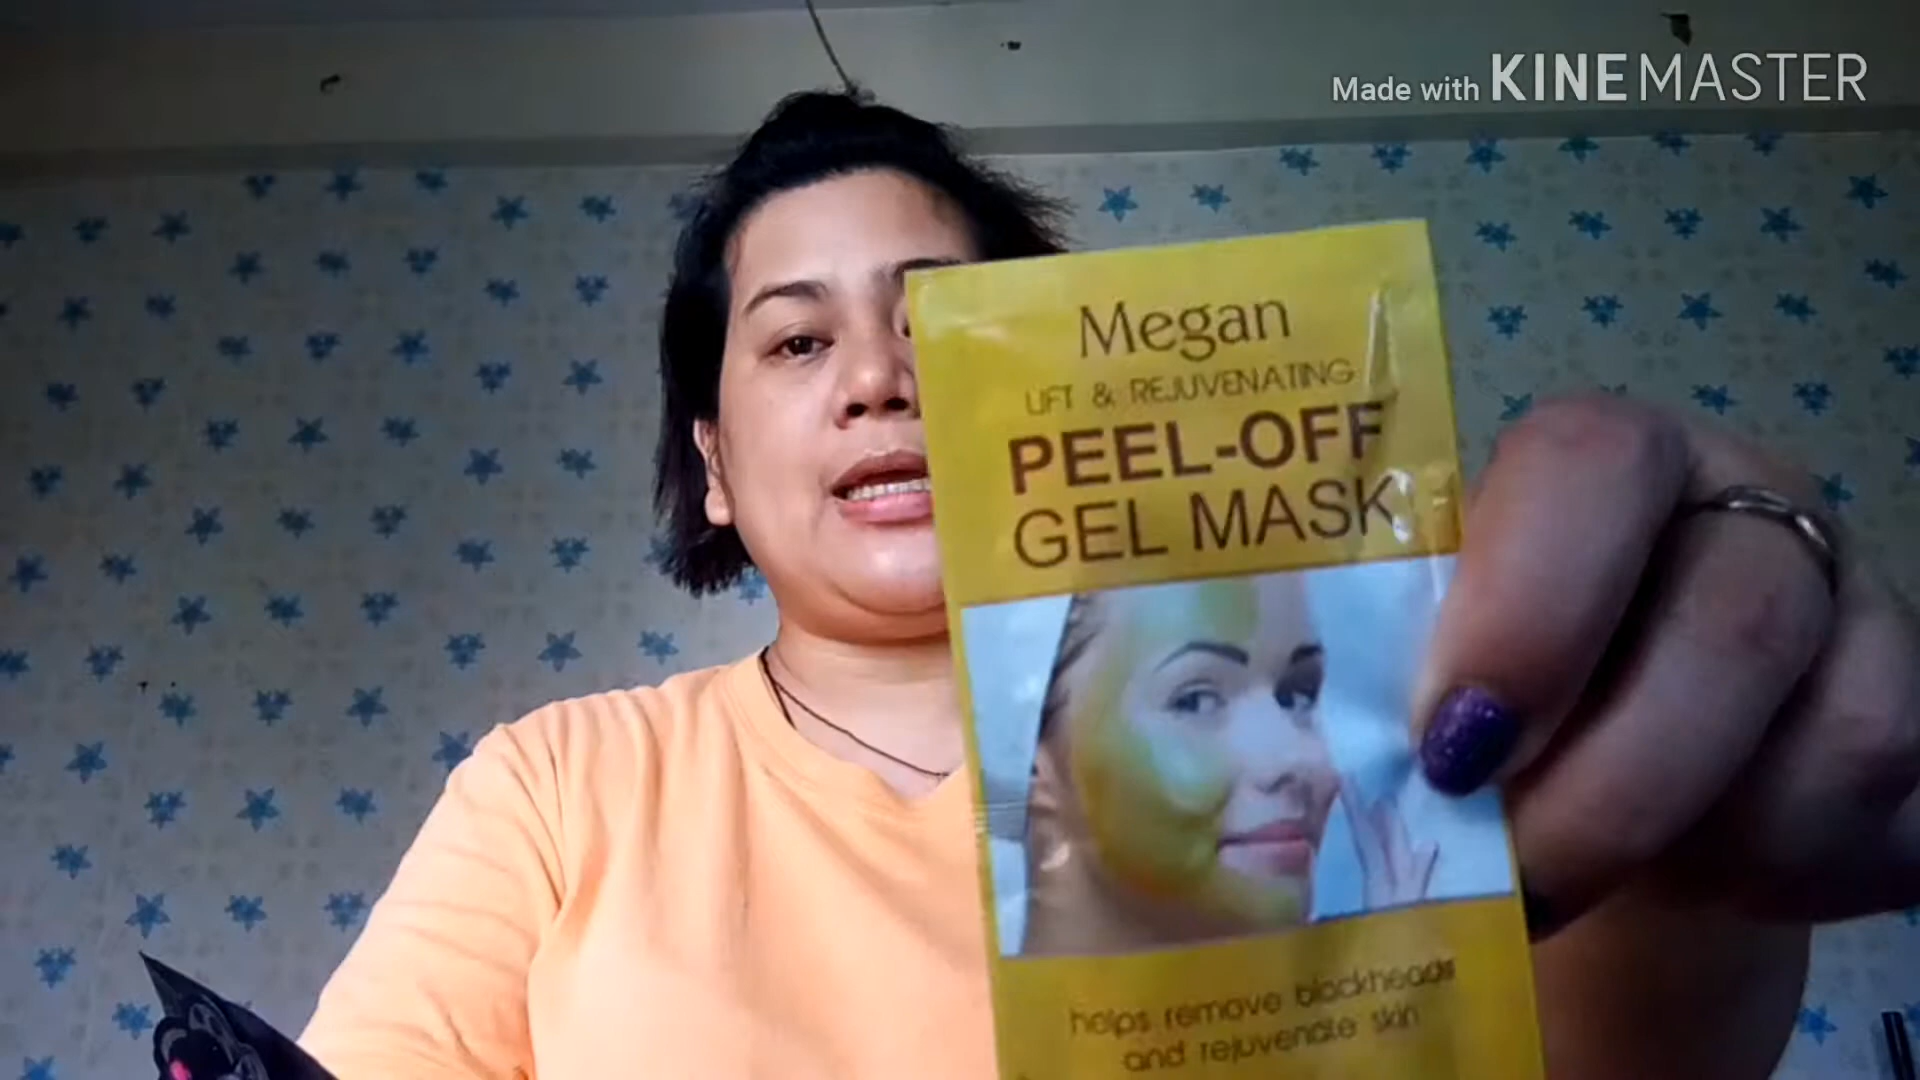 Made with KINEMASTER
Megan
LIFT & REJUVENATING
PEEL-OFF
GEL MASK
helps remove blackheads
and rejuvenate skin